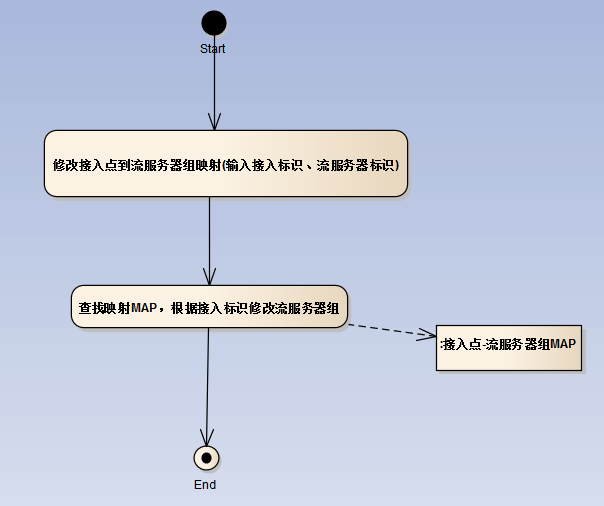 Start
修改接入点到流服务器组映射(输入接入标识、流服务器标识)
查找映射MAP，根据接入标识修改流服务器组
:接入点-流服务器组MAP
End